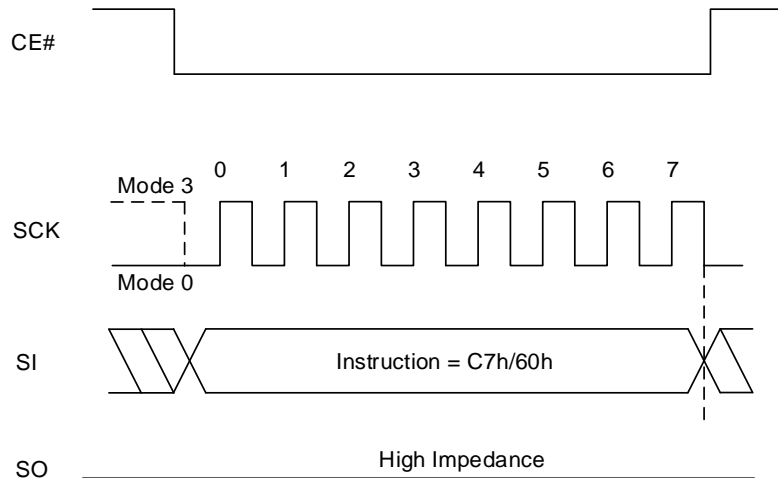 CE#
0 1 2 3 4 5 6 7
Mode 3
SCK
Mode 0
SI
Instruction = C7h/60h
SO
High Impedance